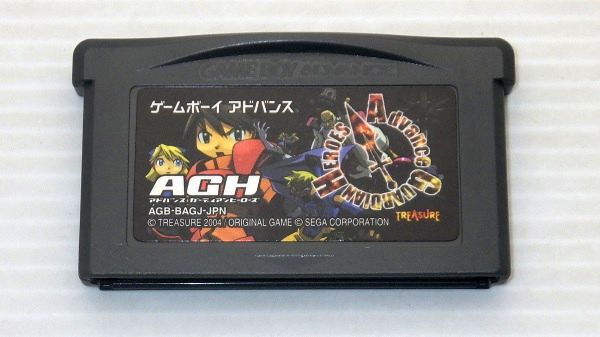 GAME BOY ADVANCE
ゲームボーイ アドバンス
ADVANCE GUARDIAN HEROES
AGH
アドバンス・ガーディアンヒーローズ
AGB-BAGJ-JPN
TREASURE
© TREASURE 2004 / ORIGINAL GAME © SEGA CORPORATION